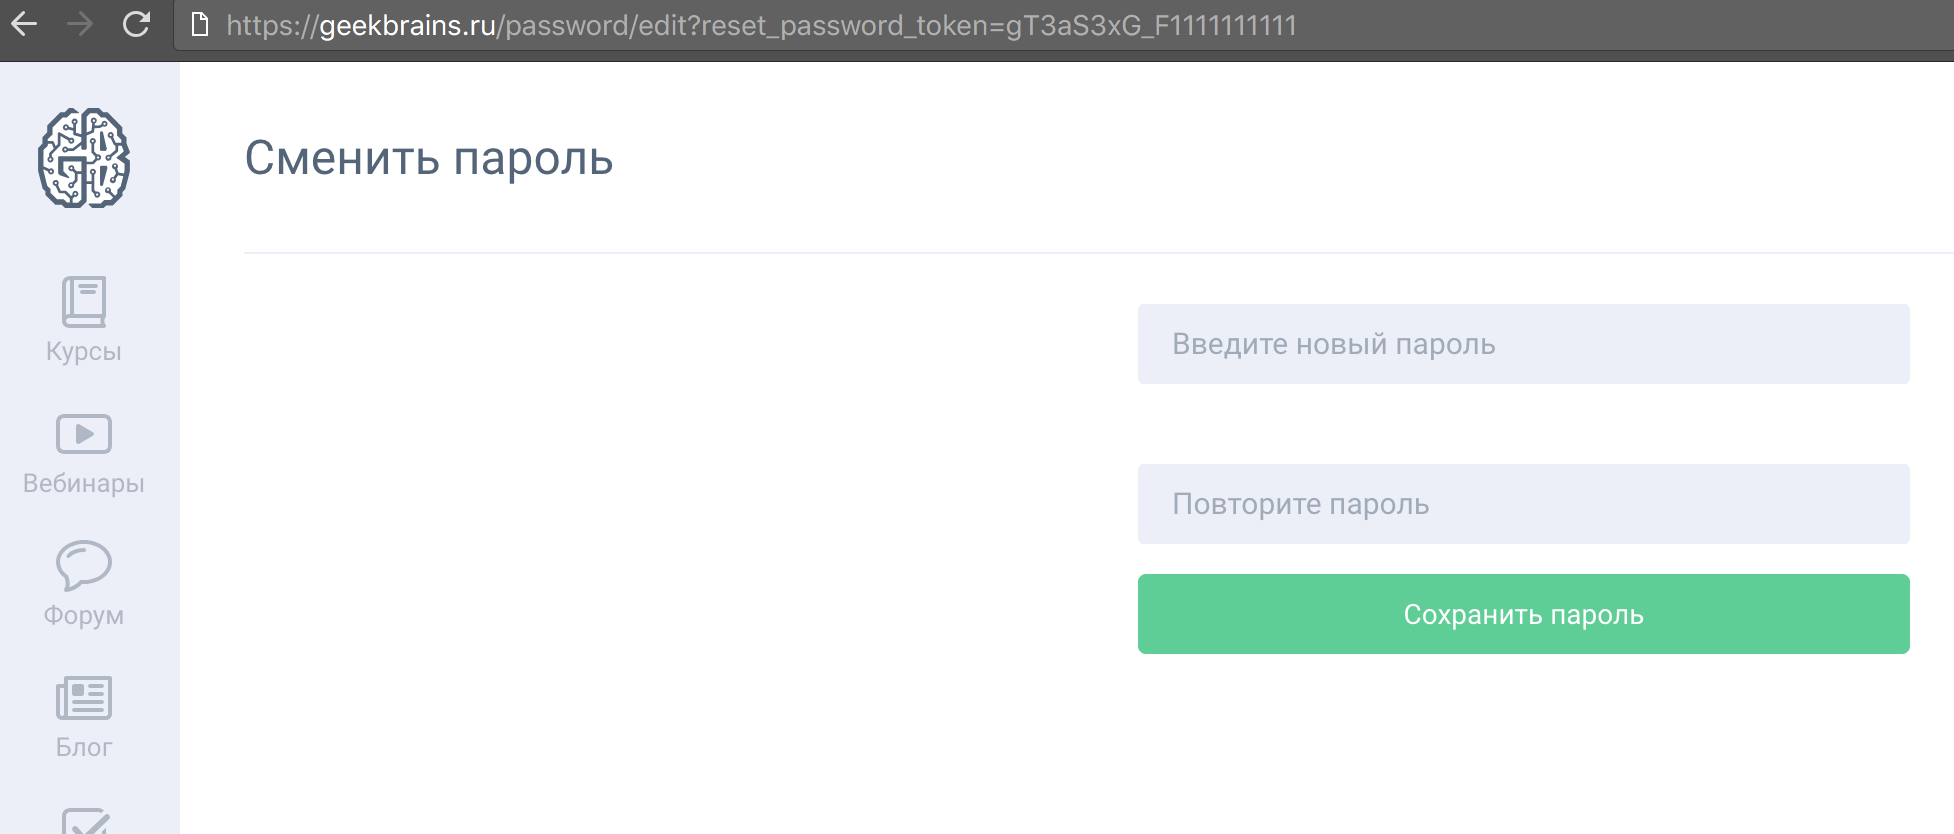 https://geekbrains.ru/password/edit?reset_password_token=gT3aS3xG_F1111111111
Сменить пароль
Курсы
Вебинары
Форум
Блог
Введите новый пароль
Повторите пароль
Сохранить пароль